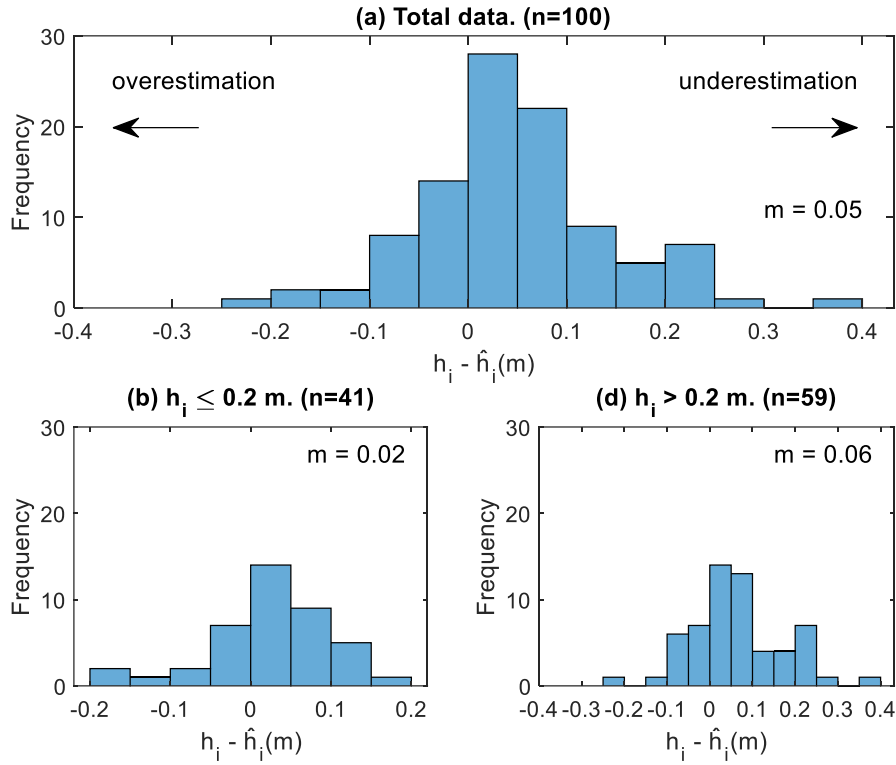 (a) Total data. (n=100)
30
20
10
0
Frequency
overestimation
underestimation
m = 0.05
-0.4 -0.3 -0.2 -0.1 0 0.1 0.2 0.3 0.4
h_i - ĥ_i(m)
(b) h_i ≤ 0.2 m. (n=41)
30
20
10
0
Frequency
m = 0.02
-0.2 -0.1 0 0.1 0.2
h_i - ĥ_i(m)
(d) h_i > 0.2 m. (n=59)
30
20
10
0
Frequency
m = 0.06
-0.4 -0.3 -0.2 -0.1 0 0.1 0.2 0.3 0.4
h_i - ĥ_i(m)